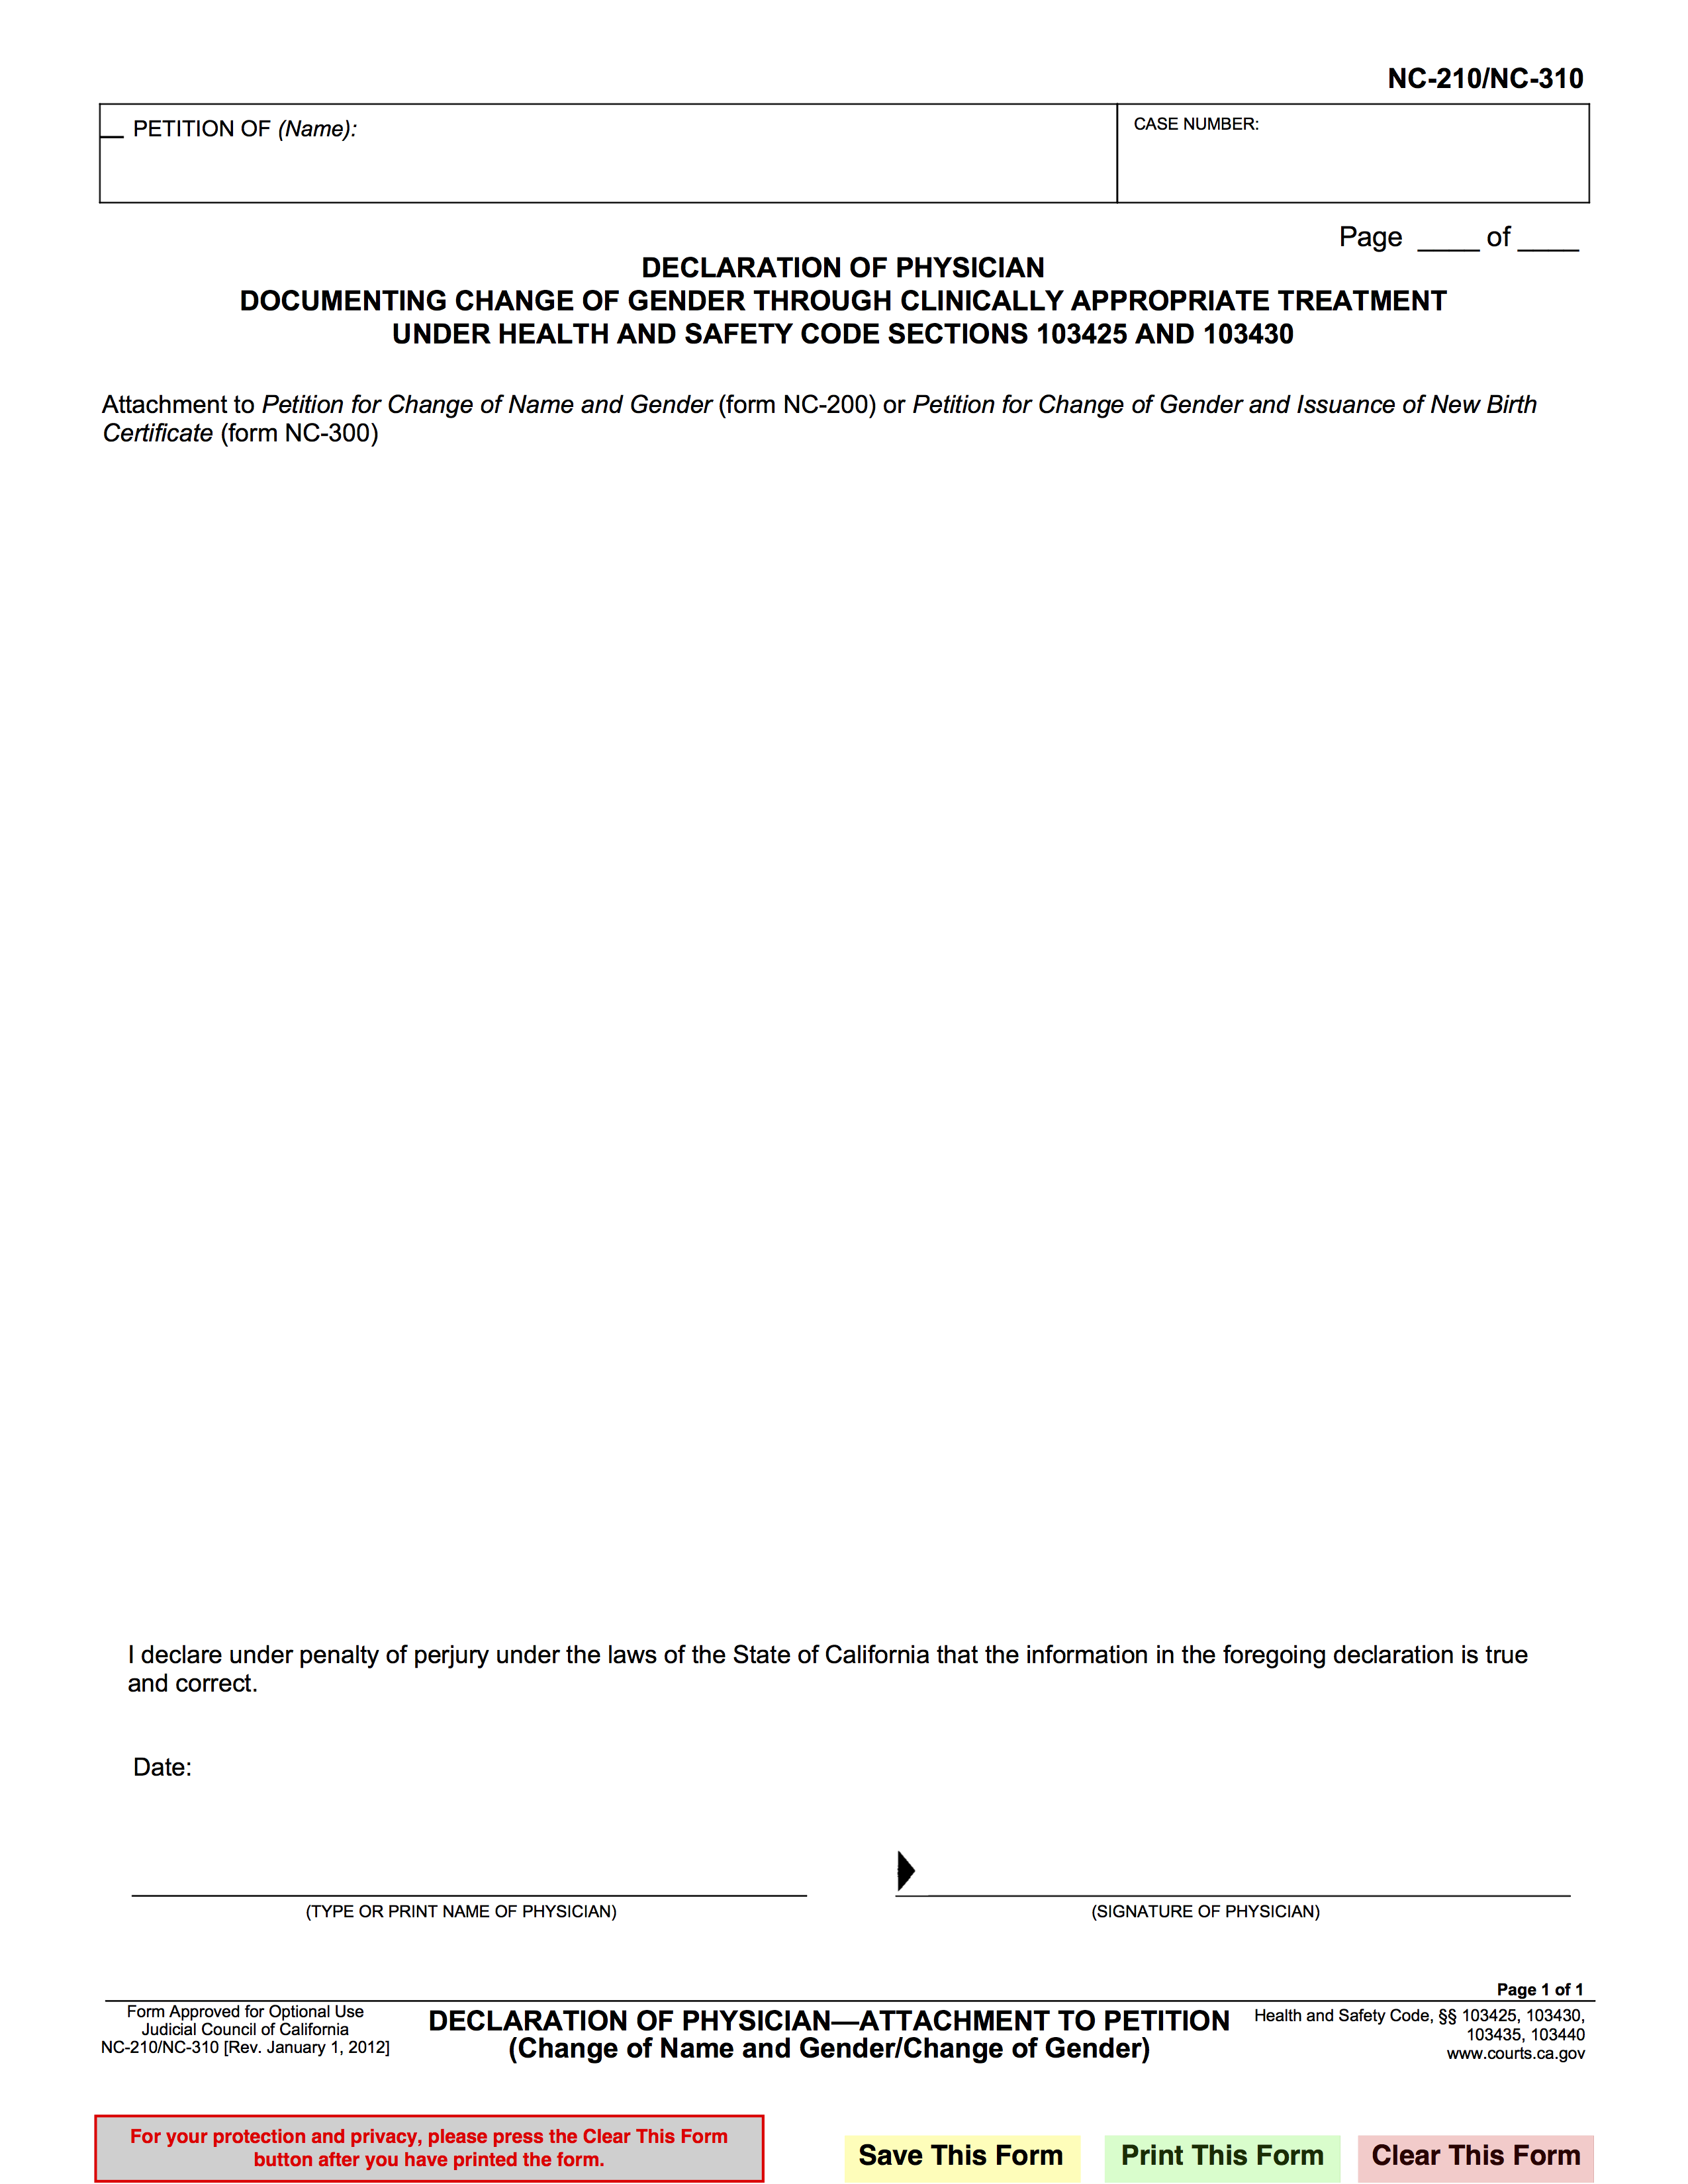 NC-210/NC-310
PETITION OF (Name):
CASE NUMBER:
Page _____ of _____
DECLARATION OF PHYSICIAN
DOCUMENTING CHANGE OF GENDER THROUGH CLINICALLY APPROPRIATE TREATMENT
UNDER HEALTH AND SAFETY CODE SECTIONS 103425 AND 103430
Attachment to Petition for Change of Name and Gender (form NC-200) or Petition for Change of Gender and Issuance of New Birth
Certificate (form NC-300)
I declare under penalty of perjury under the laws of the State of California that the information in the foregoing declaration is true
and correct.
Date:
(TYPE OR PRINT NAME OF PHYSICIAN)
(SIGNATURE OF PHYSICIAN)
Page 1 of 1
Form Approved for Optional Use
Judicial Council of California
NC-210/NC-310 [Rev. January 1, 2012]
DECLARATION OF PHYSICIAN—ATTACHMENT TO PETITION
(Change of Name and Gender/Change of Gender)
Health and Safety Code, §§ 103425, 103430,
103435, 103440
www.courts.ca.gov
For your protection and privacy, please press the Clear This Form
button after you have printed the form.
Save This Form
Print This Form
Clear This Form